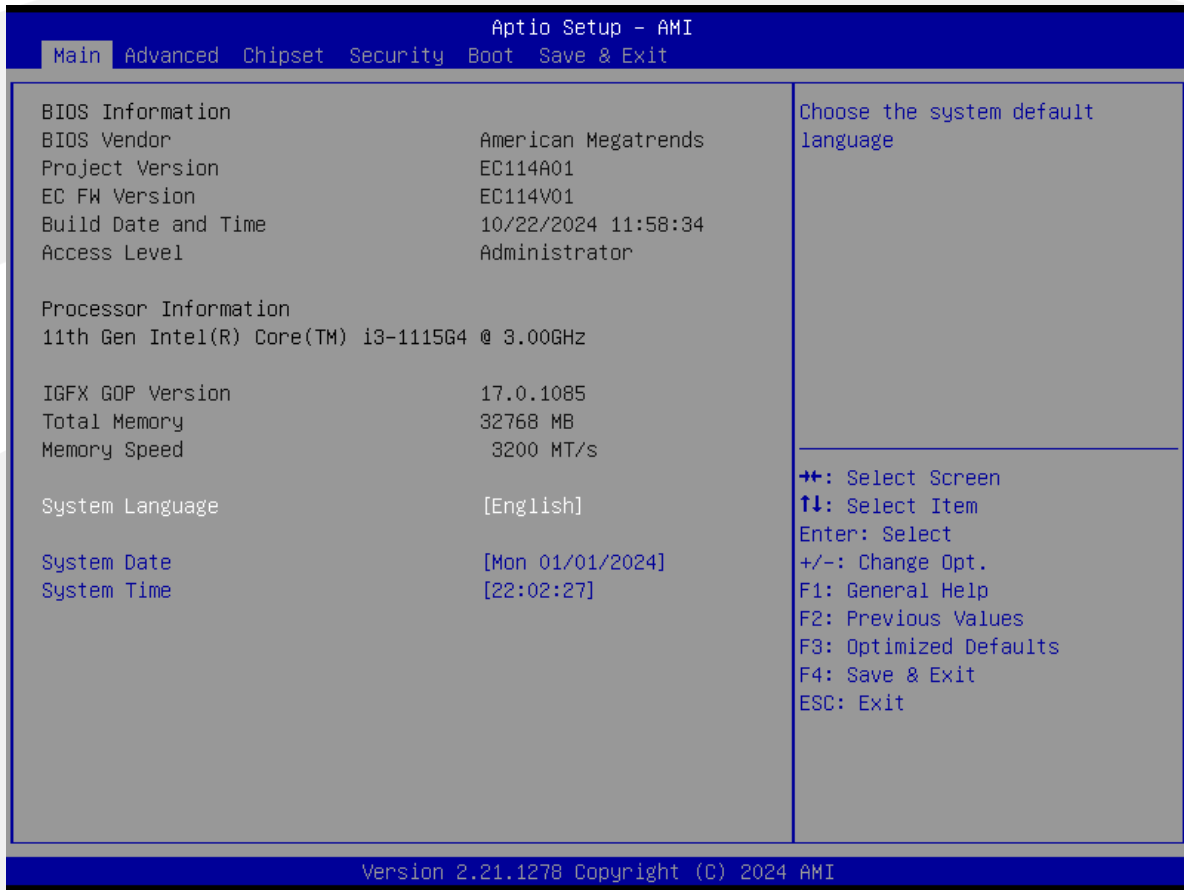 Aptio Setup – AMI
Main Advanced Chipset Security Boot Save & Exit
BIOS Information
BIOS Vendor American Megatrends
Project Version EC114A01
EC FW Version EC114V01
Build Date and Time 10/22/2024 11:58:34
Access Level Administrator
Processor Information
11th Gen Intel(R) Core(TM) i3-1115G4 @ 3.00GHz
IGFX GOP Version 17.0.1085
Total Memory 32768 MB
Memory Speed 3200 MT/s
System Language [English]
System Date [Mon 01/01/2024]
System Time [22:02:27]
Choose the system default
language
→←: Select Screen
↑↓: Select Item
Enter: Select
+/-: Change Opt.
F1: General Help
F2: Previous Values
F3: Optimized Defaults
F4: Save & Exit
ESC: Exit
Version 2.21.1278 Copyright (C) 2024 AMI